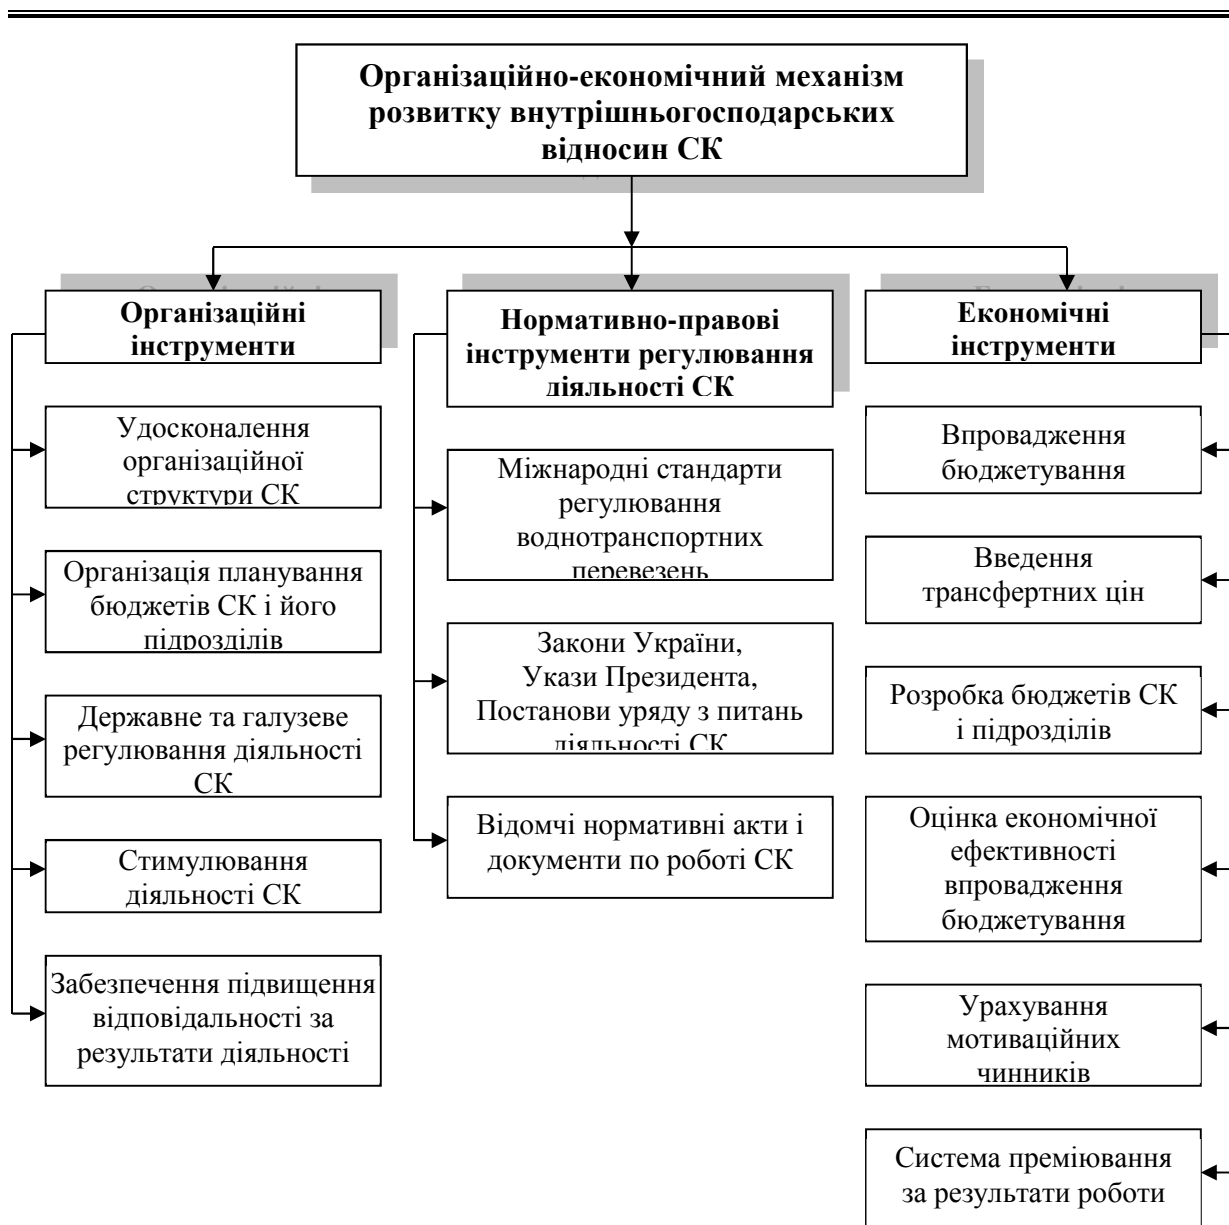 Організаційно-економічний механізм
розвитку внутрішньогосподарських
відносин СК
Організаційні
інструменти
Удосконалення
організаційної
структури СК
Організація планування
бюджетів СК і його
підрозділів
Державне та галузеве
регулювання діяльності
СК
Стимулювання
діяльності СК
Забезпечення підвищення
відповідальності за
результати діяльності
Нормативно-правові
інструменти регулювання
діяльності СК
Міжнародні стандарти
регулювання
воднотранспортних
перевезень
Закони України,
Укази Президента,
Постанови уряду з питань
діяльності СК
Відомчі нормативні акти і
документи по роботі СК
Економічні
інструменти
Впровадження
бюджетування
Введення
трансфертних цін
Розробка бюджетів СК
і підрозділів
Оцінка економічної
ефективності
впровадження
бюджетування
Урахування
мотиваційних
чинників
Система преміювання
за результати роботи